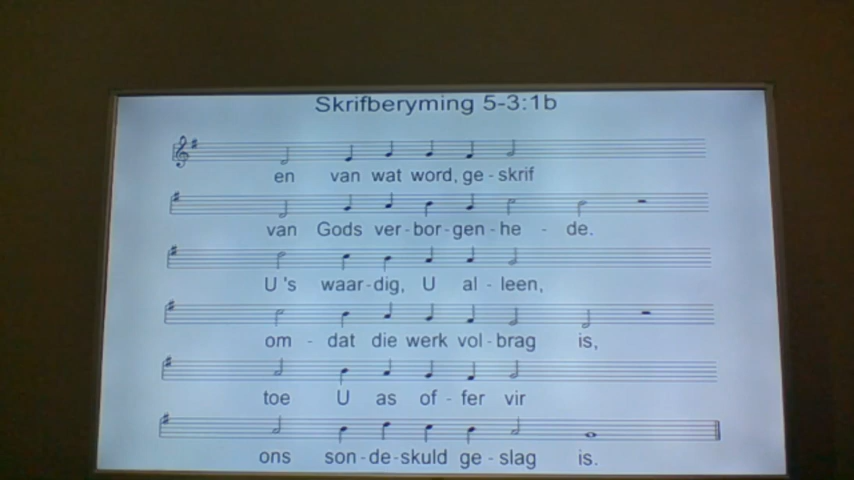 Skrifberyming 5-3:1b
en van wat word, ge - skrif
van Gods ver - bor - gen - he - de.
U 's waar - dig, U al - leen,
om - dat die werk vol - brag is,
toe U as of - fer vir
ons son - de - skuld ge - slag is.